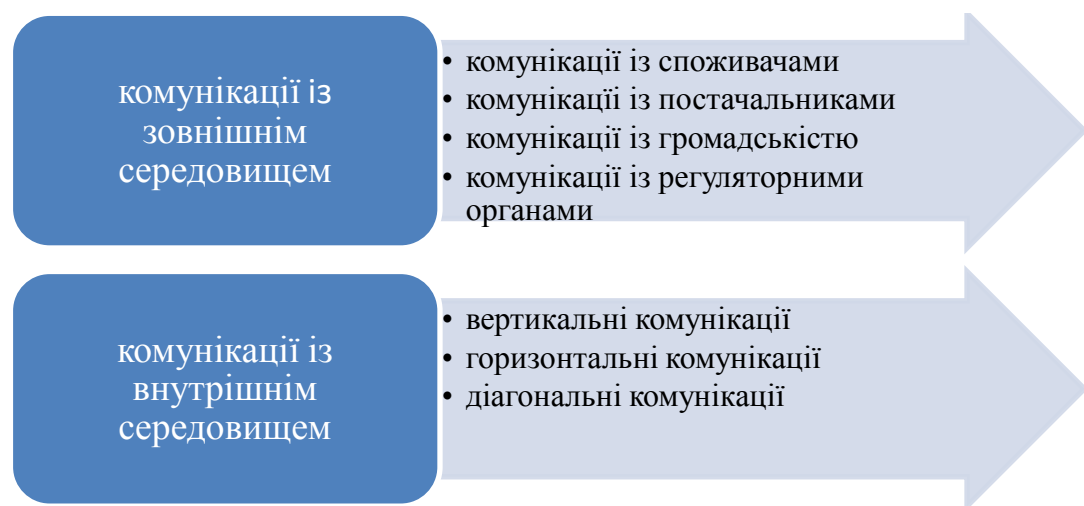 комунікації із
зовнішнім
середовищем
• комунікації із споживачами
• комунікації із постачальниками
• комунікації із громадськістю
• комунікації із регуляторними
органами
комунікації із
внутрішнім
середовищем
• вертикальні комунікації
• горизонтальні комунікації
• діагональні комунікації